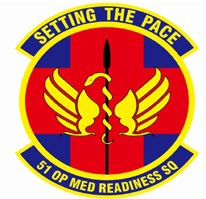 SETTING THE PACE
51 OP MED READINESS SQ